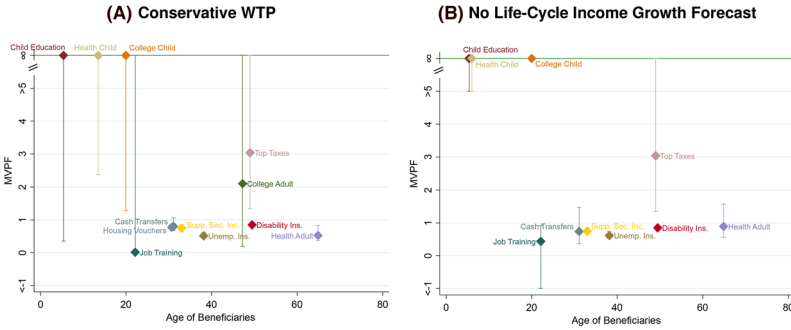 (A) Conservative WTP
Child Education
Health Child
College Child
∞
>5
4
3
2
1
0
<-1
MVPF
Top Taxes
College Adult
Cash Transfers
Housing Vouchers
Supp. Sec. Inc.
Unemp. Ins.
Disability Ins.
Health Adult
Job Training
0
20
40
60
80
Age of Beneficiaries
(B) No Life-Cycle Income Growth Forecast
Child Education
Health Child
College Child
∞
>5
4
3
2
1
0
<-1
MVPF
Top Taxes
Cash Transfers
Supp. Sec. Inc.
Unemp. Ins.
Disability Ins.
Health Adult
Job Training
0
20
40
60
80
Age of Beneficiaries